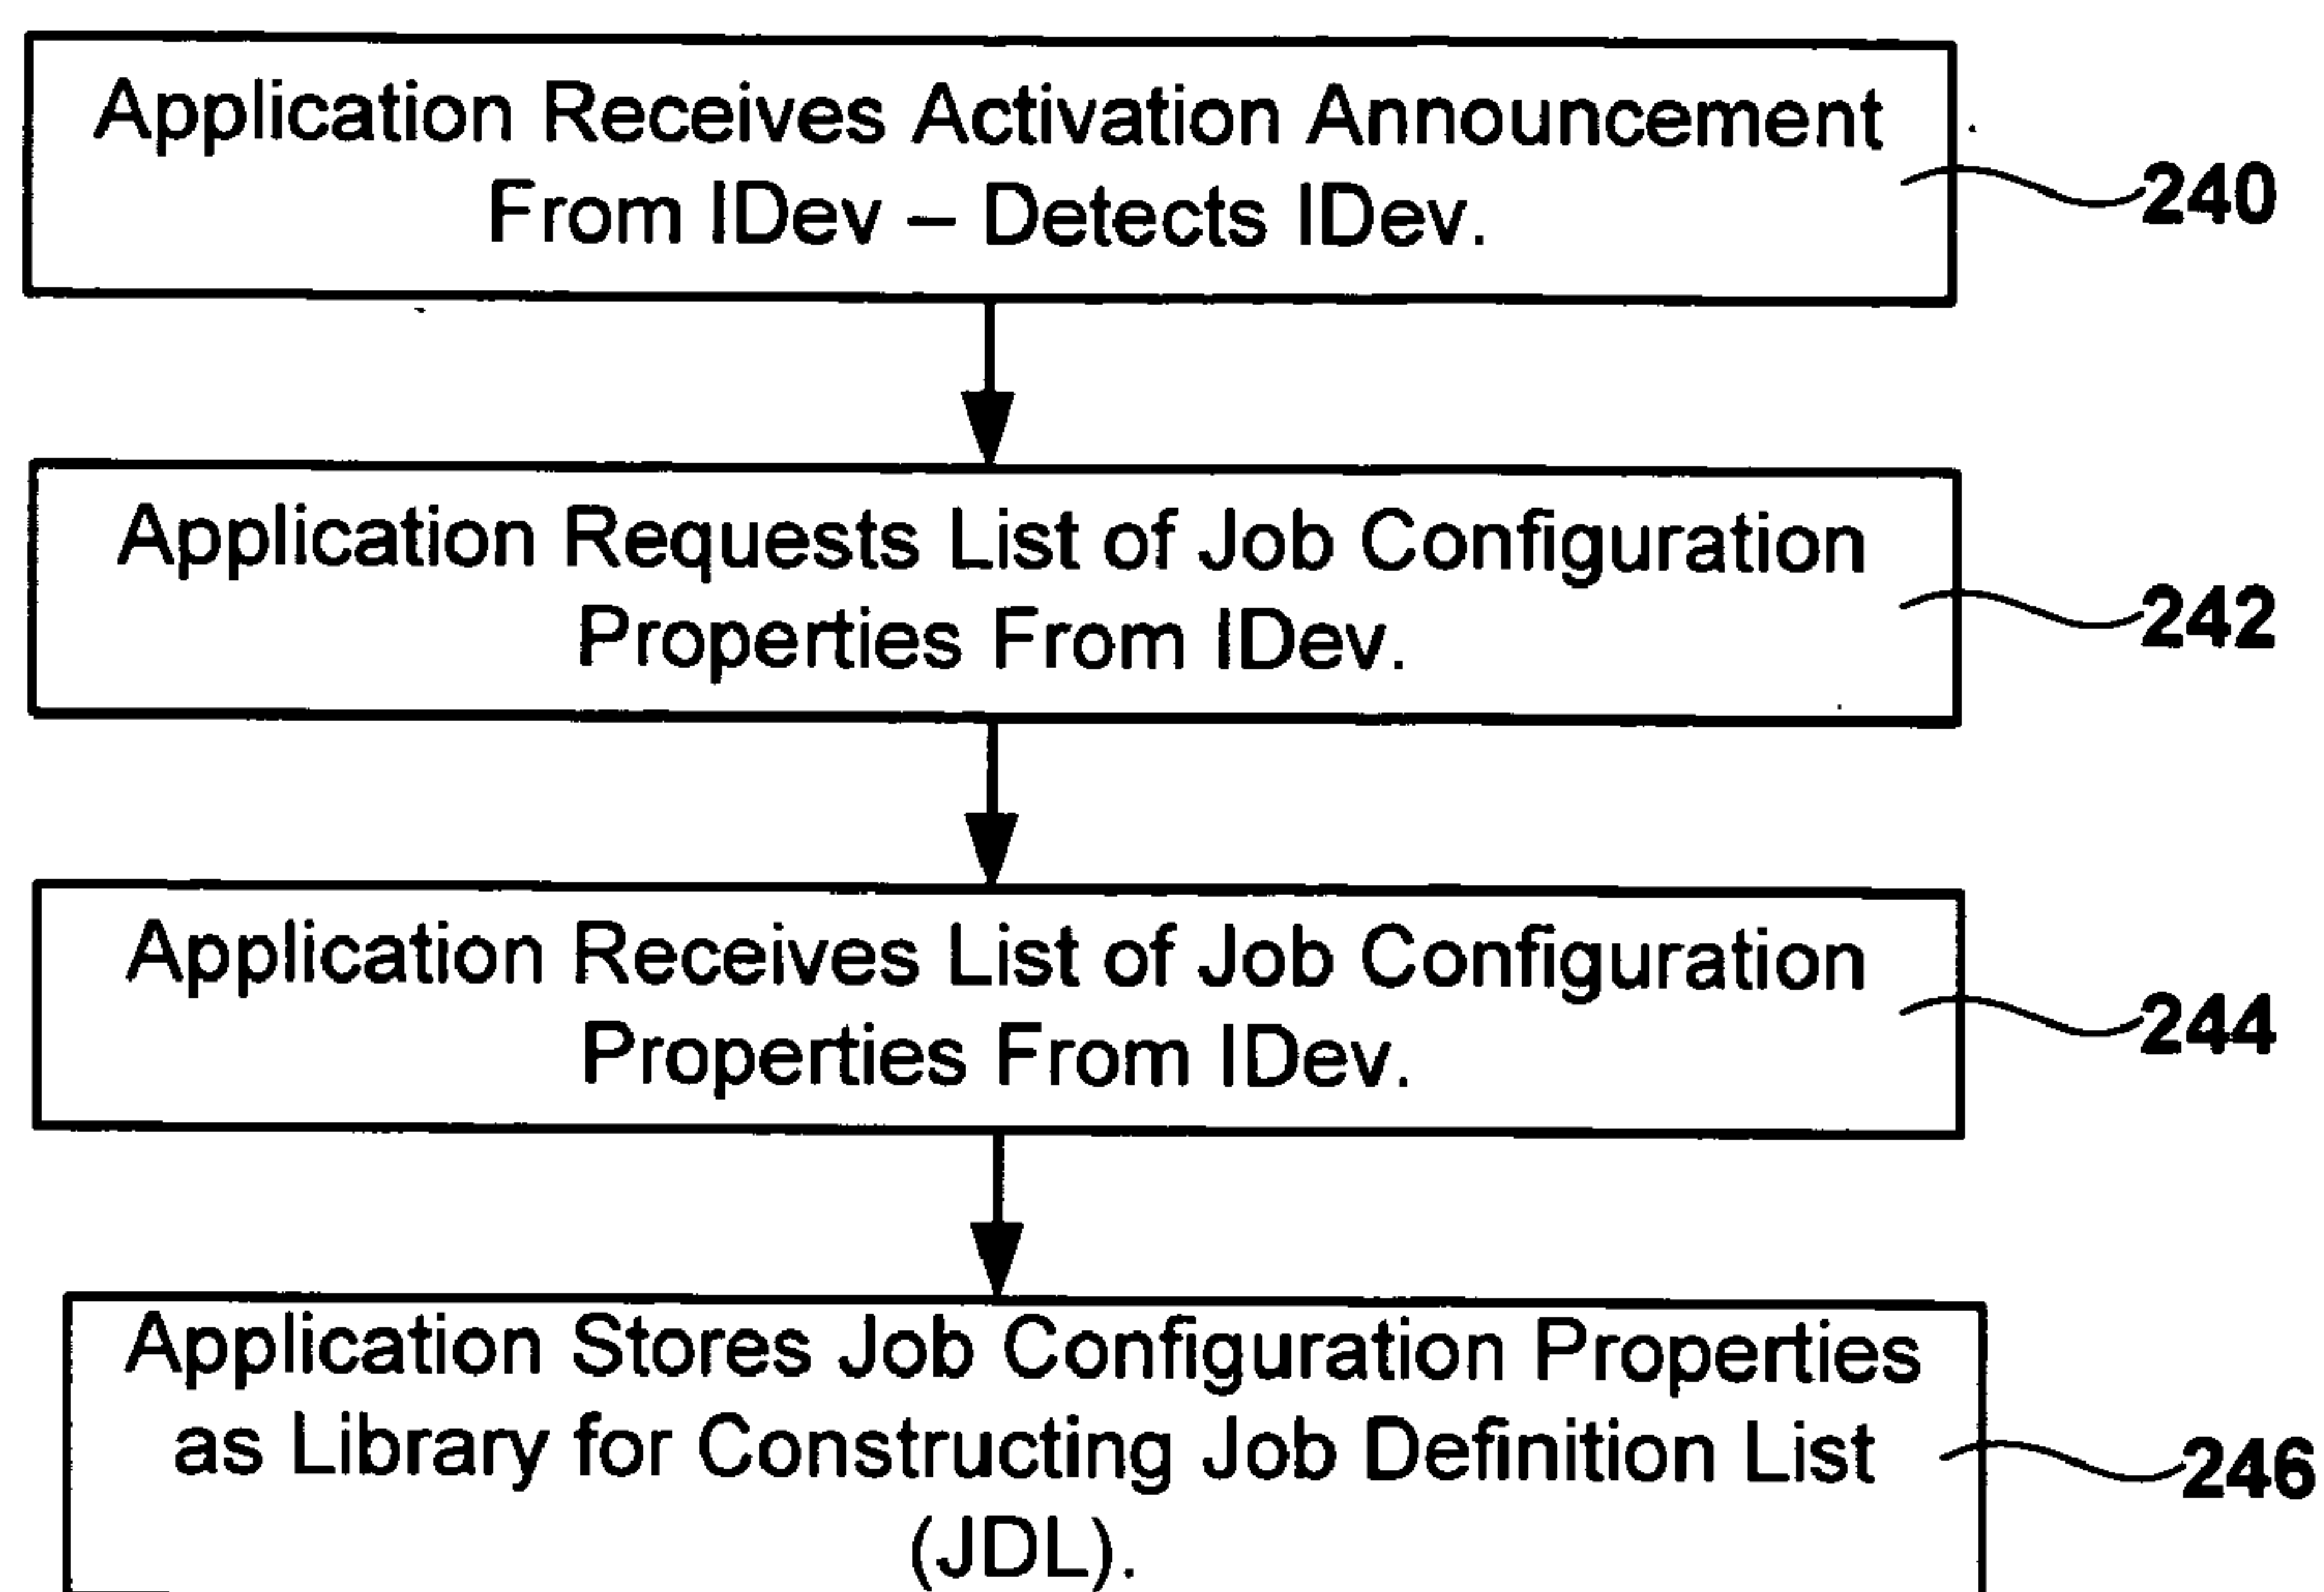 Application Receives Activation Announcement
From IDev – Detects IDev.
240
Application Requests List of Job Configuration
Properties From IDev.
242
Application Receives List of Job Configuration
Properties From IDev.
244
Application Stores Job Configuration Properties
as Library for Constructing Job Definition List
(JDL).
246